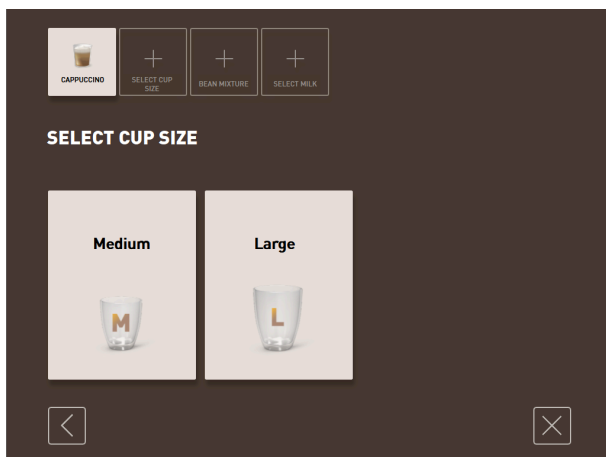 CAPPUCCINO
SELECT CUP
SIZE
BEAN MIXTURE
SELECT MILK
SELECT CUP SIZE
Medium
Large
M
L